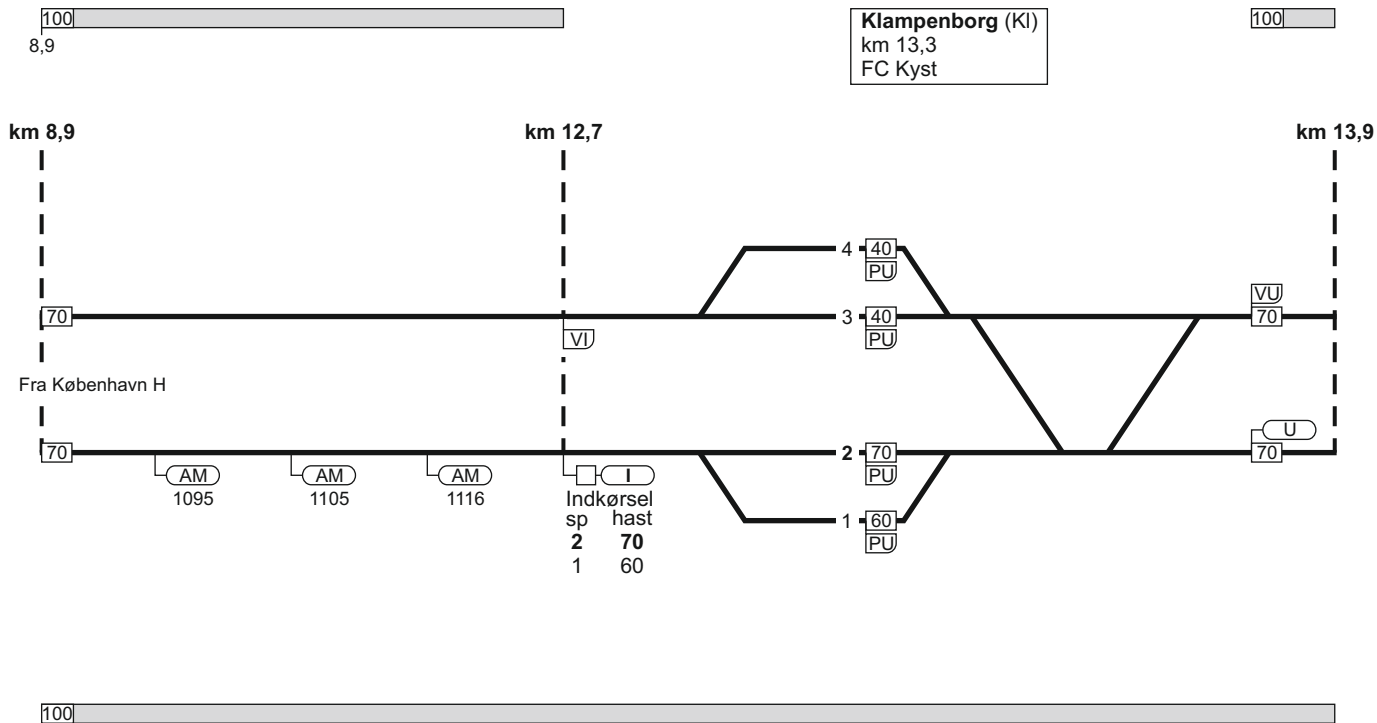 100
8,9
Klampenborg (Kl)
km 13,3
FC Kyst
100
km 8,9
km 12,7
km 13,9
4 40
PU
70
3 40
PU
VI
VU
70
Fra København H
70
AM
1095
AM
1105
AM
1116
I
Indkørsel
sp hast
2 70
1 60
2 70
PU
1 60
PU
U
70
100